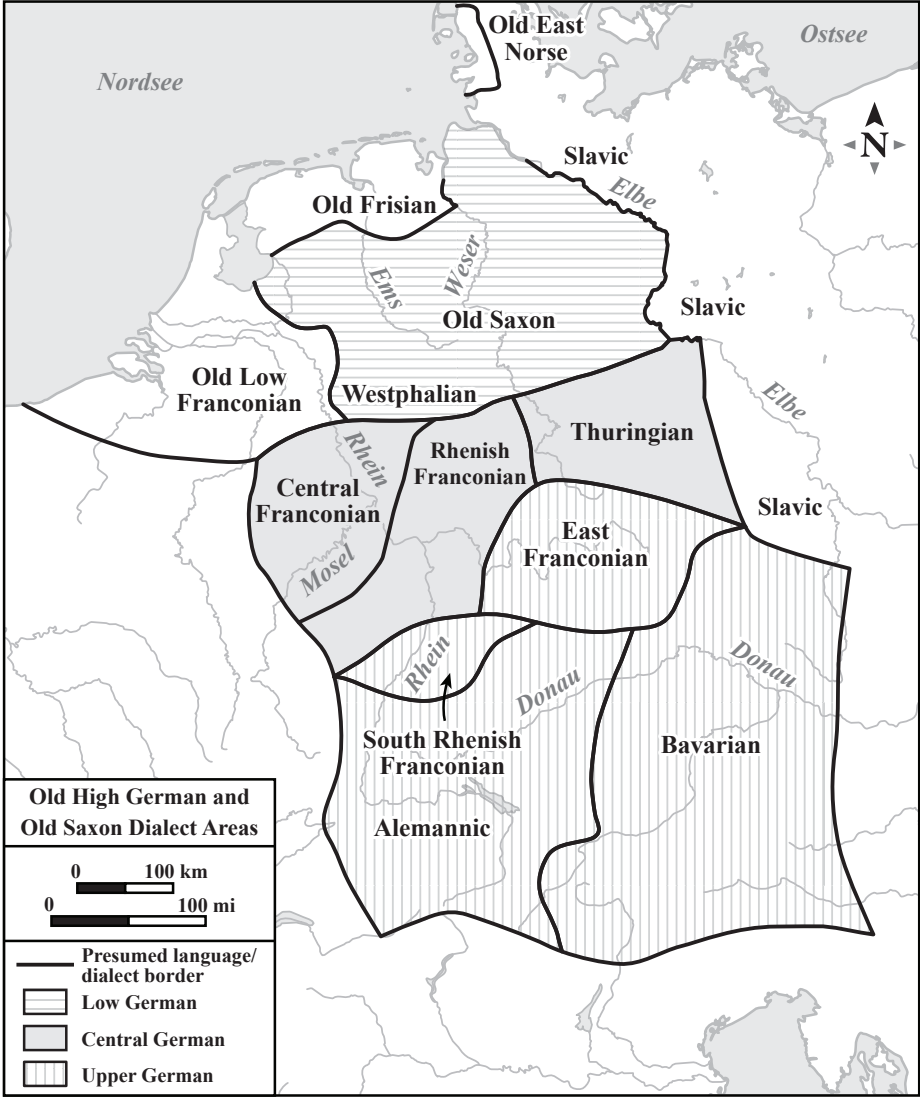 Old East
Norse
Ostsee
Nordsee
N
Slavic
Elbe
Old Frisian
Weser
Ems
Slavic
Old Saxon
Old Low
Franconian
Westphalian
Elbe
Thuringian
Rhein
Rhenish
Franconian
Central
Franconian
Slavic
East
Franconian
Mosel
Rhein
Donau
Donau
South Rhenish
Franconian
Bavarian
Alemannic
Old High German and
Old Saxon Dialect Areas
0 100 km
0 100 mi
Presumed language/
dialect border
Low German
Central German
Upper German